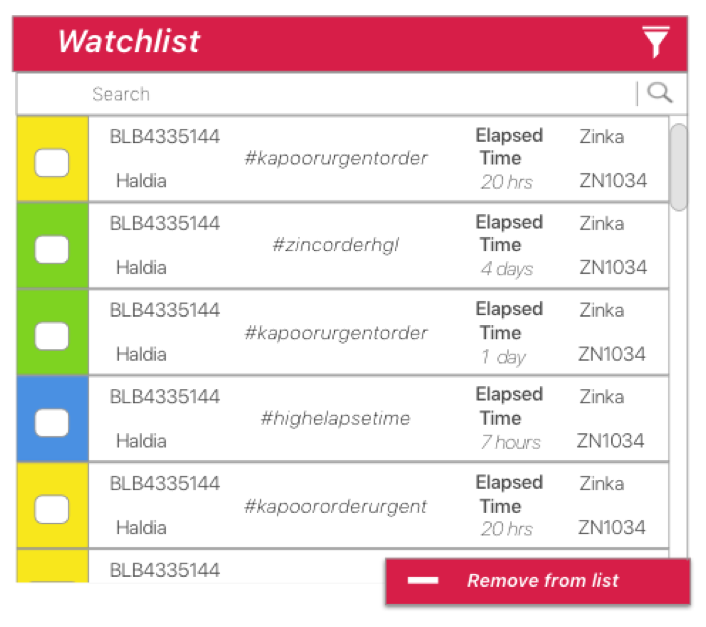 Watchlist
Search
BLB4335144
Haldia
#kapoorurgentorder
Elapsed
Time
20 hrs
Zinka
ZN1034
BLB4335144
Haldia
#zincorderhgl
Elapsed
Time
4 days
Zinka
ZN1034
BLB4335144
Haldia
#kapoorurgentorder
Elapsed
Time
1 day
Zinka
ZN1034
BLB4335144
Haldia
#highelapsetime
Elapsed
Time
7 hours
Zinka
ZN1034
BLB4335144
Haldia
#kapoororderurgent
Elapsed
Time
20 hrs
Zinka
ZN1034
BLB4335144
Remove from list